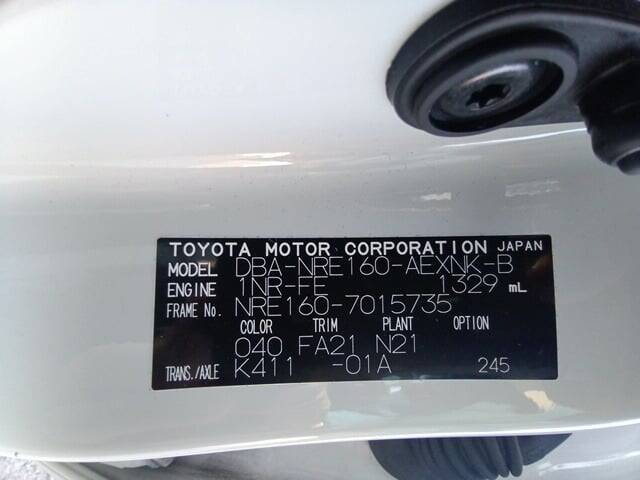 TOYOTA MOTOR CORPORATION JAPAN
MODEL DBA-NRE160-AEXNK-B
ENGINE 1NR-FE 1329 mL
FRAME No. NRE160-7015735
COLOR TRIM PLANT OPTION
040 FA21 N21
TRANS./AXLE K411 -01A 245